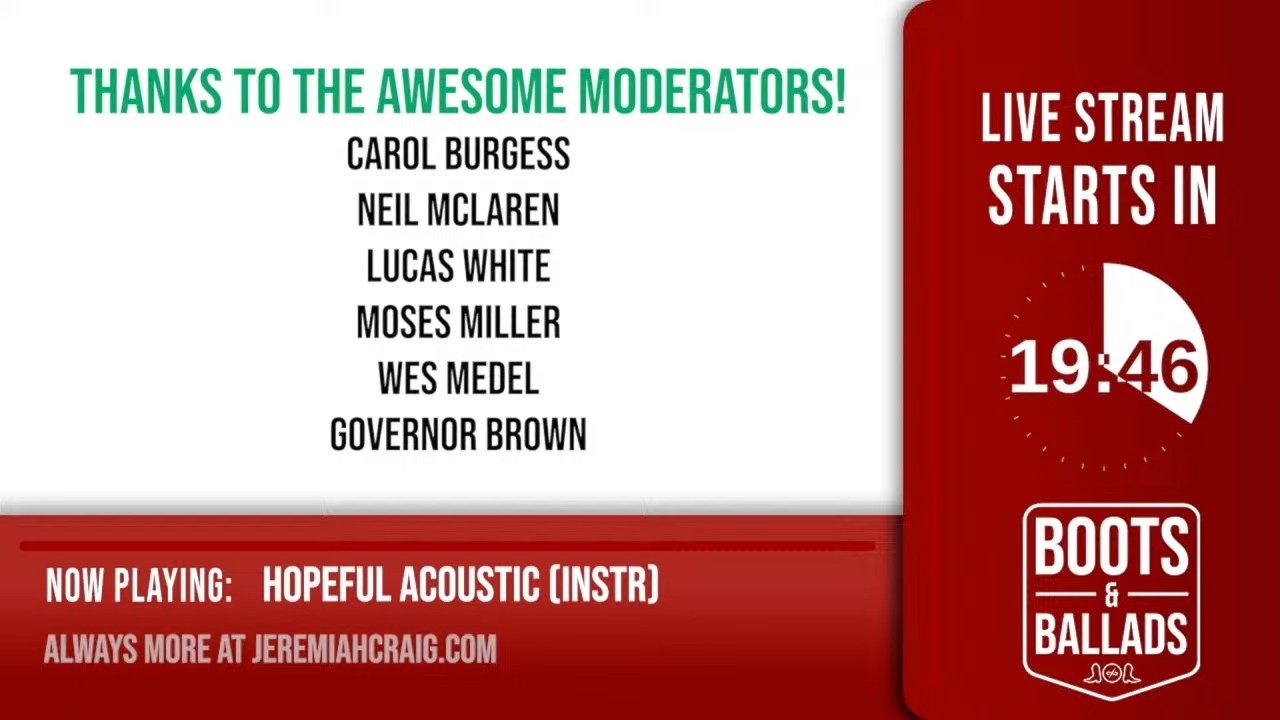 THANKS TO THE AWESOME MODERATORS!
CAROL BURGESS
NEIL MCLAREN
LUCAS WHITE
MOSES MILLER
WES MEDEL
GOVERNOR BROWN
NOW PLAYING: HOPEFUL ACOUSTIC (INSTR)
ALWAYS MORE AT JEREMIAHCRAIG.COM
LIVE STREAM
STARTS IN
19:46
BOOTS
&
BALLADS